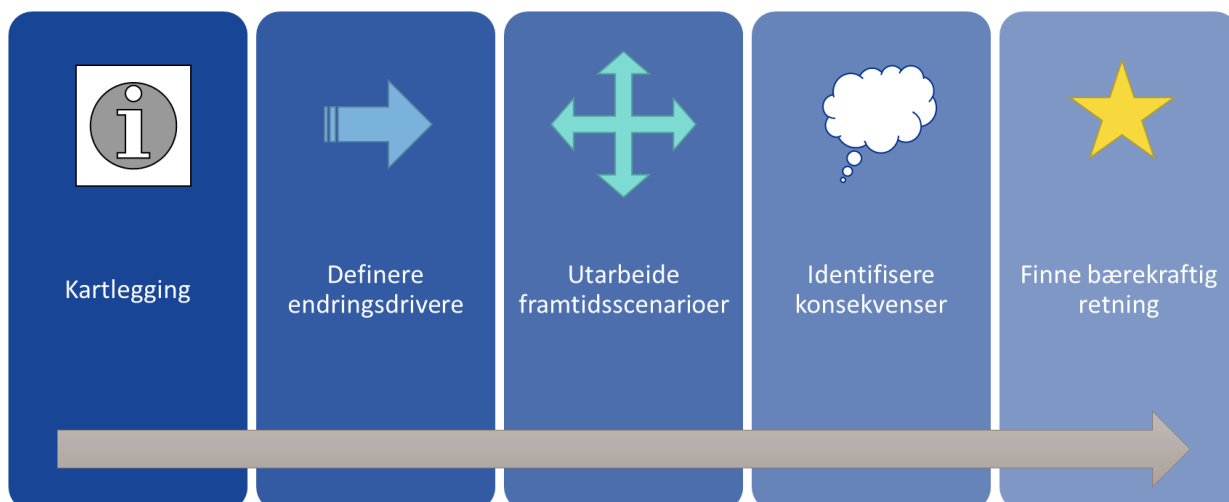 Kartlegging
Definere
endringsdrivere
Utarbeide
framtidsscenarioer
Identifisere
konsekvenser
Finne bærekraftig
retning